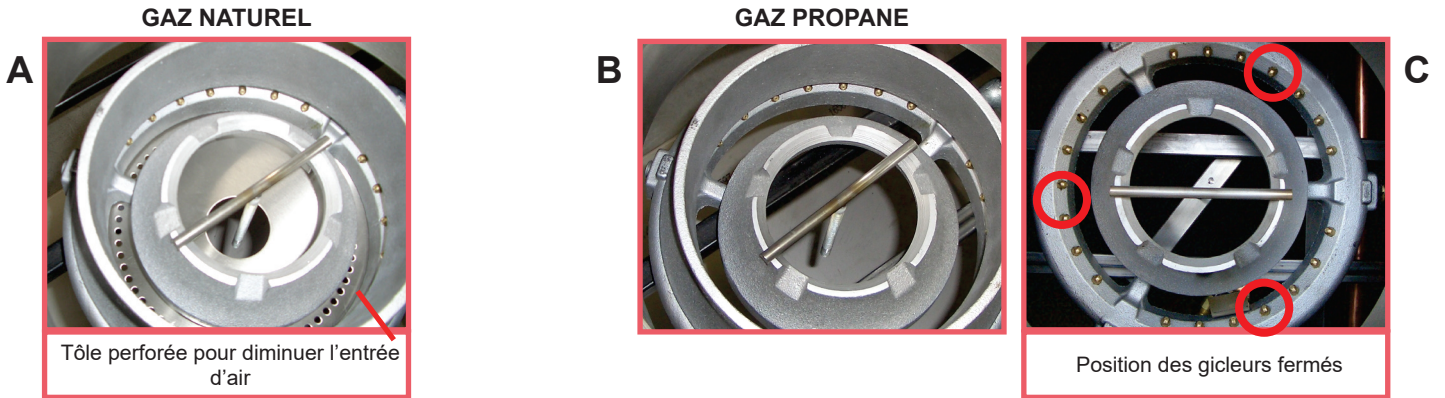 GAZ NATUREL
GAZ PROPANE
A
B
C
Tôle perforée pour diminuer l'entrée
d'air
Position des gicleurs fermés